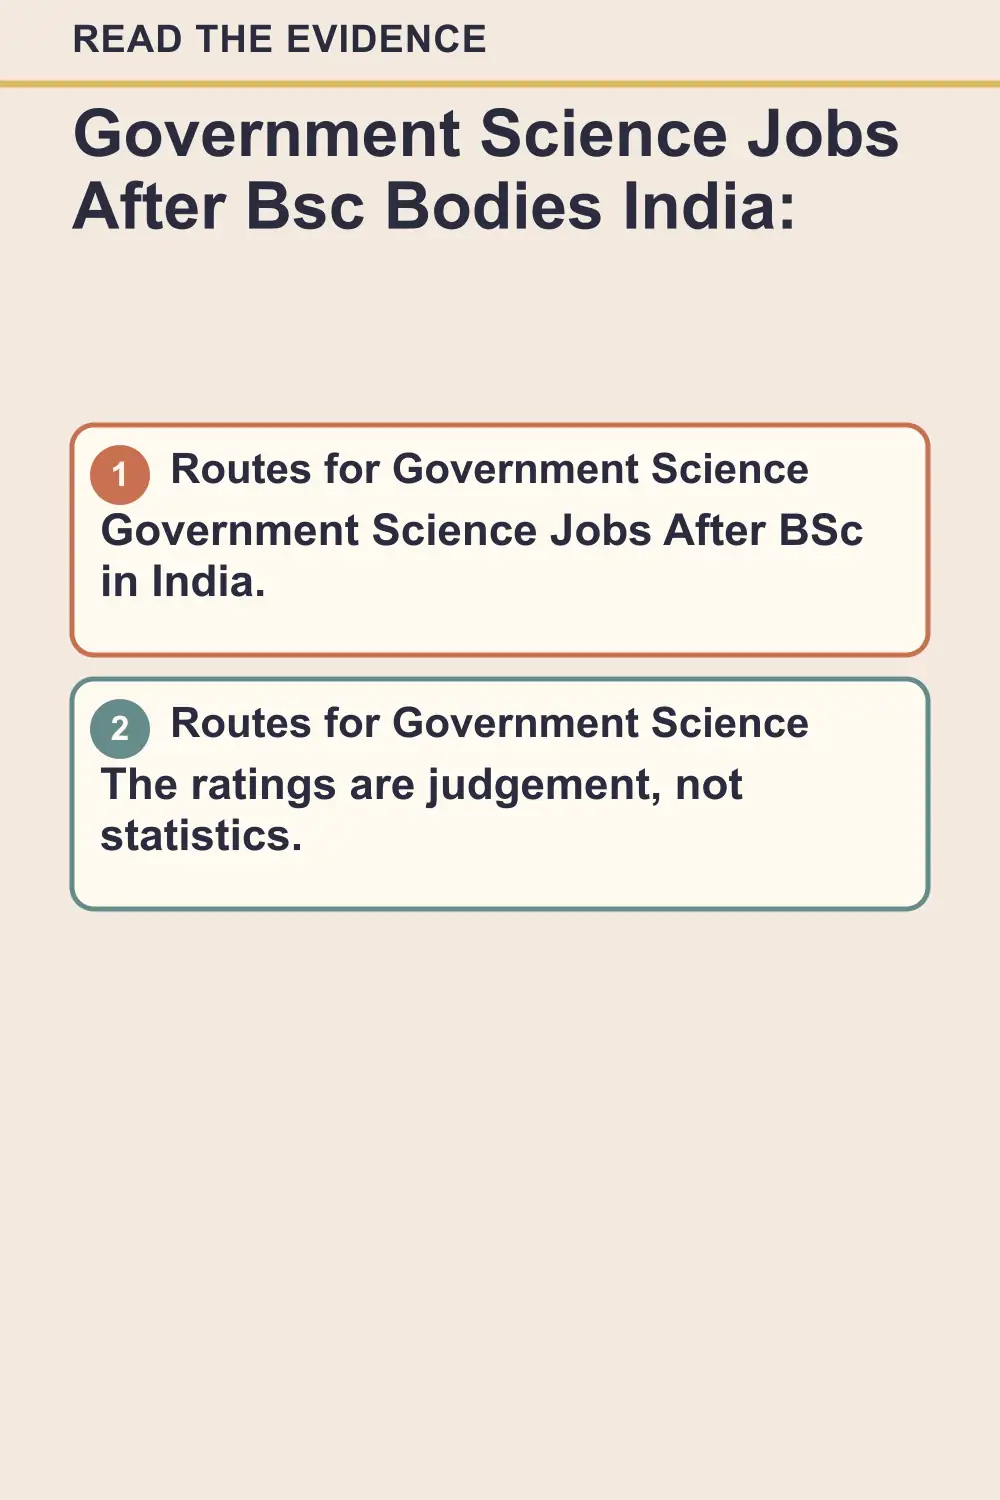 READ THE EVIDENCE
Government Science Jobs
After Bsc Bodies India:
1 Routes for Government Science
Government Science Jobs After BSc
in India.
2 Routes for Government Science
The ratings are judgement, not
statistics.